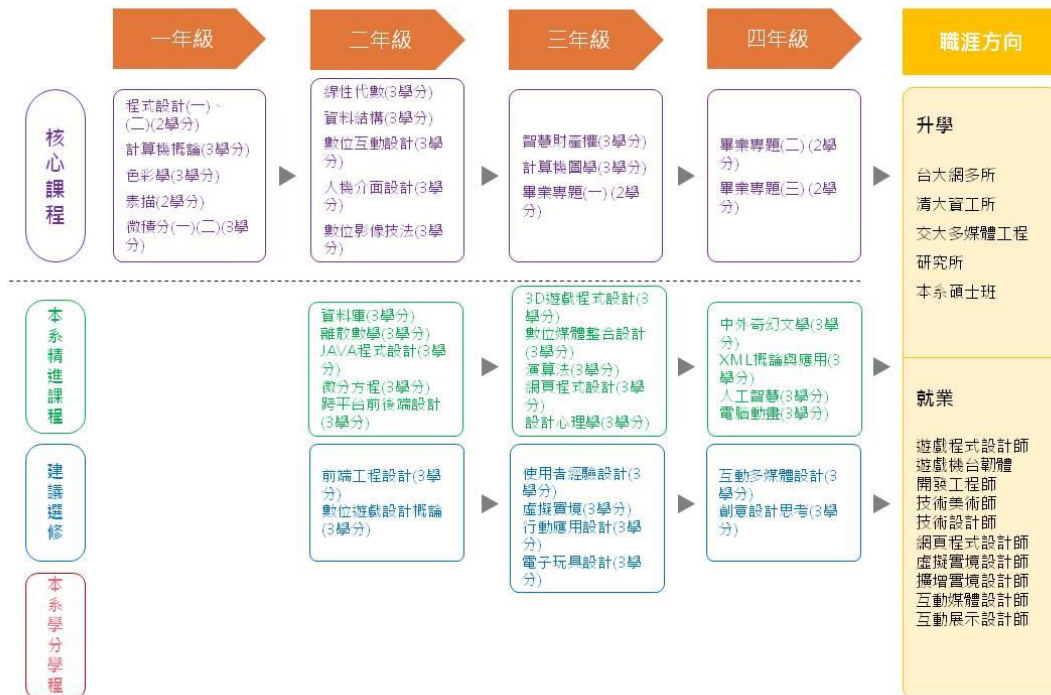 一年級
二年級
三年級
四年級
職涯方向
核心課程
程式設計(一)、
(二)(2學分)
計算機概論(3學分)
色彩學(3學分)
素描(2學分)
微積分(一)(二)(3學
分)
線性代數(3學分)
資料結構(3學分)
數位互動設計(3學
分)
人機介面設計(3學
分)
數位影像技法(3學
分)
智慧財產權(3學分)
計算機圖學(3學分)
畢業專題(一)(2學
分)
畢業專題(二)(2學
分)
畢業專題(三)(2學
分)
升學
台大網多所
清大資工所
交大多媒體工程
研究所
本系碩士班
本系精進課程
資料庫(3學分)
離散數學(3學分)
JAVA程式設計(3學
分)
微分方程(3學分)
跨平台前後端設計
(3學分)
3D遊戲程式設計(3
學分)
數位媒體整合設計
(3學分)
演算法(3學分)
網頁程式設計(3學
分)
設計心理學(3學分)
中外奇幻文學(3學
分)
XML概論與應用(3
學分)
人工智慧(3學分)
電腦動畫(3學分)
建議選修
前端工程設計(3學
分)
數位遊戲設計概論
(3學分)
使用者經驗設計(3
學分)
虛擬實境(3學分)
行動應用設計(3學
分)
電子玩具設計(3學
分)
互動多媒體設計(3
學分)
創意設計思考(3學
分)
就業
遊戲程式設計師
遊戲機台韌體
開發工程師
技術美術師
技術設計師
網頁程式設計師
虛擬實境設計師
擴增實境設計師
互動媒體設計師
互動展示設計師
本系學分學程